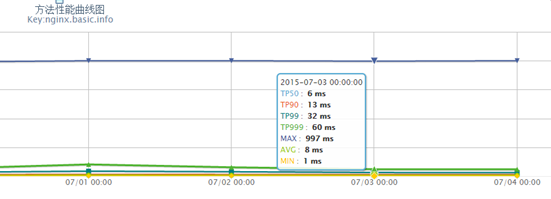 方法性能曲线图
Key:nginx.basic.info
2015-07-03 00:00:00
TP50 : 6 ms
TP90 : 13 ms
TP99 : 32 ms
TP999 : 60 ms
MAX : 997 ms
AVG : 8 ms
MIN : 1 ms
07/01 00:00 07/02 00:00 07/03 00:00 07/04 00:00